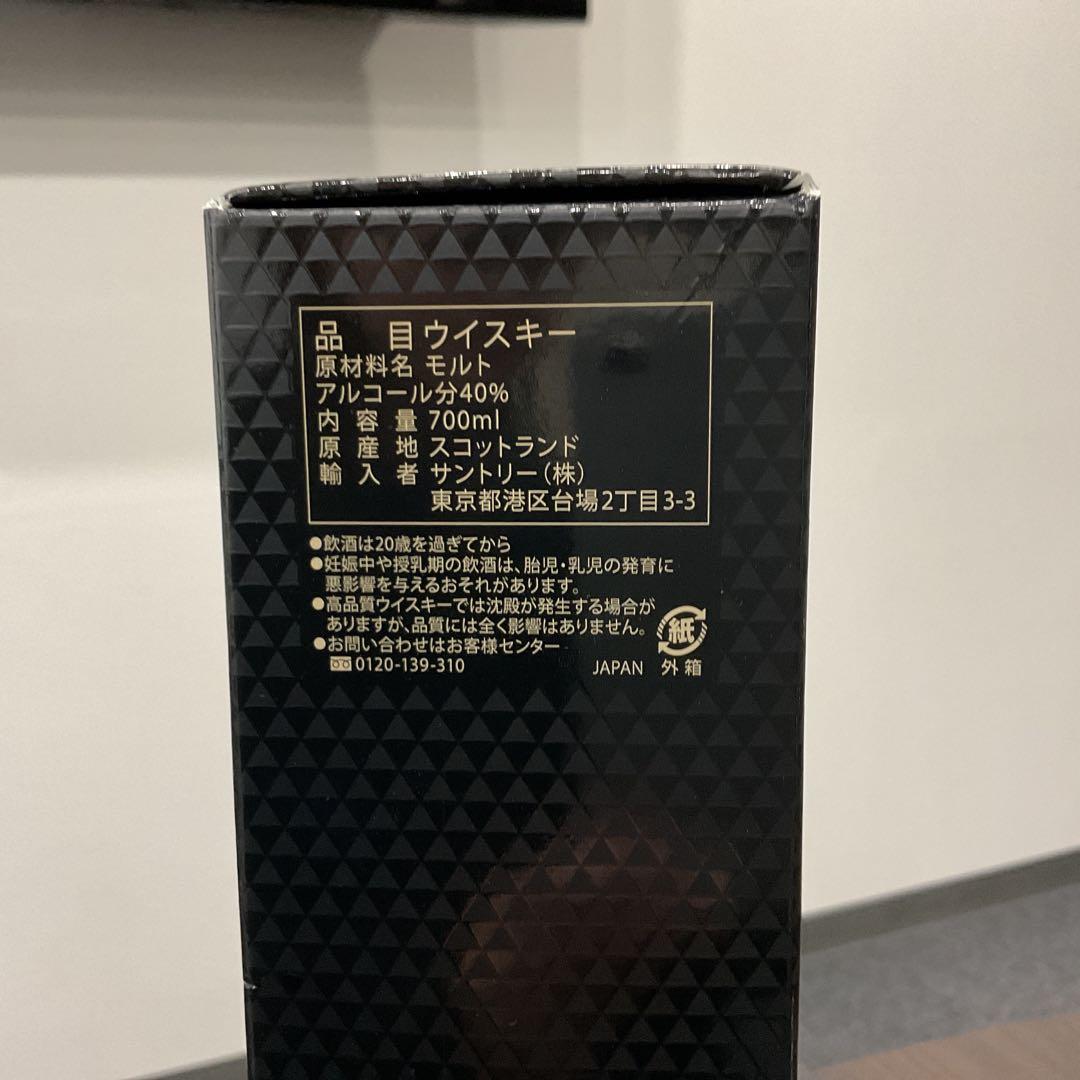 品 目 ウイスキー
原材料名 モルト
アルコール分40%
内容量 700ml
原産地 スコットランド
輸入者 サントリー(株)
東京都港区台場2丁目3-3
●飲酒は20歳を過ぎてから
●妊娠中や授乳期の飲酒は、胎児・乳児の発育に
悪影響を与えるおそれがあります。
●高品質ウイスキーでは沈殿が発生する場合が
ありますが、品質には全く影響はありません。
●お問い合わせはお客様センター
0120-139-310
紙
JAPAN 外箱